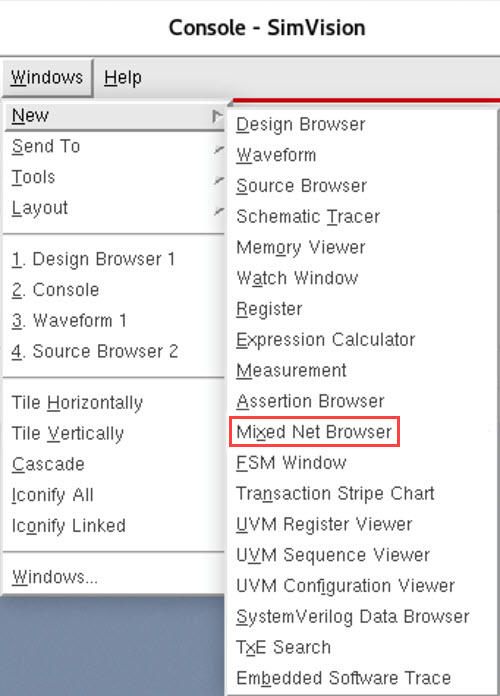 Console - SimVision
Windows Help
New
Send To
Tools
Layout
1. Design Browser 1
2. Console
3. Waveform 1
4. Source Browser 2
Tile Horizontally
Tile Vertically
Cascade
Iconify All
Iconify Linked
Windows...
Design Browser
Waveform
Source Browser
Schematic Tracer
Memory Viewer
Watch Window
Register
Expression Calculator
Measurement
Assertion Browser
Mixed Net Browser
FSM Window
Transaction Stripe Chart
UVM Register Viewer
UVM Sequence Viewer
UVM Configuration Viewer
SystemVerilog Data Browser
TxE Search
Embedded Software Trace